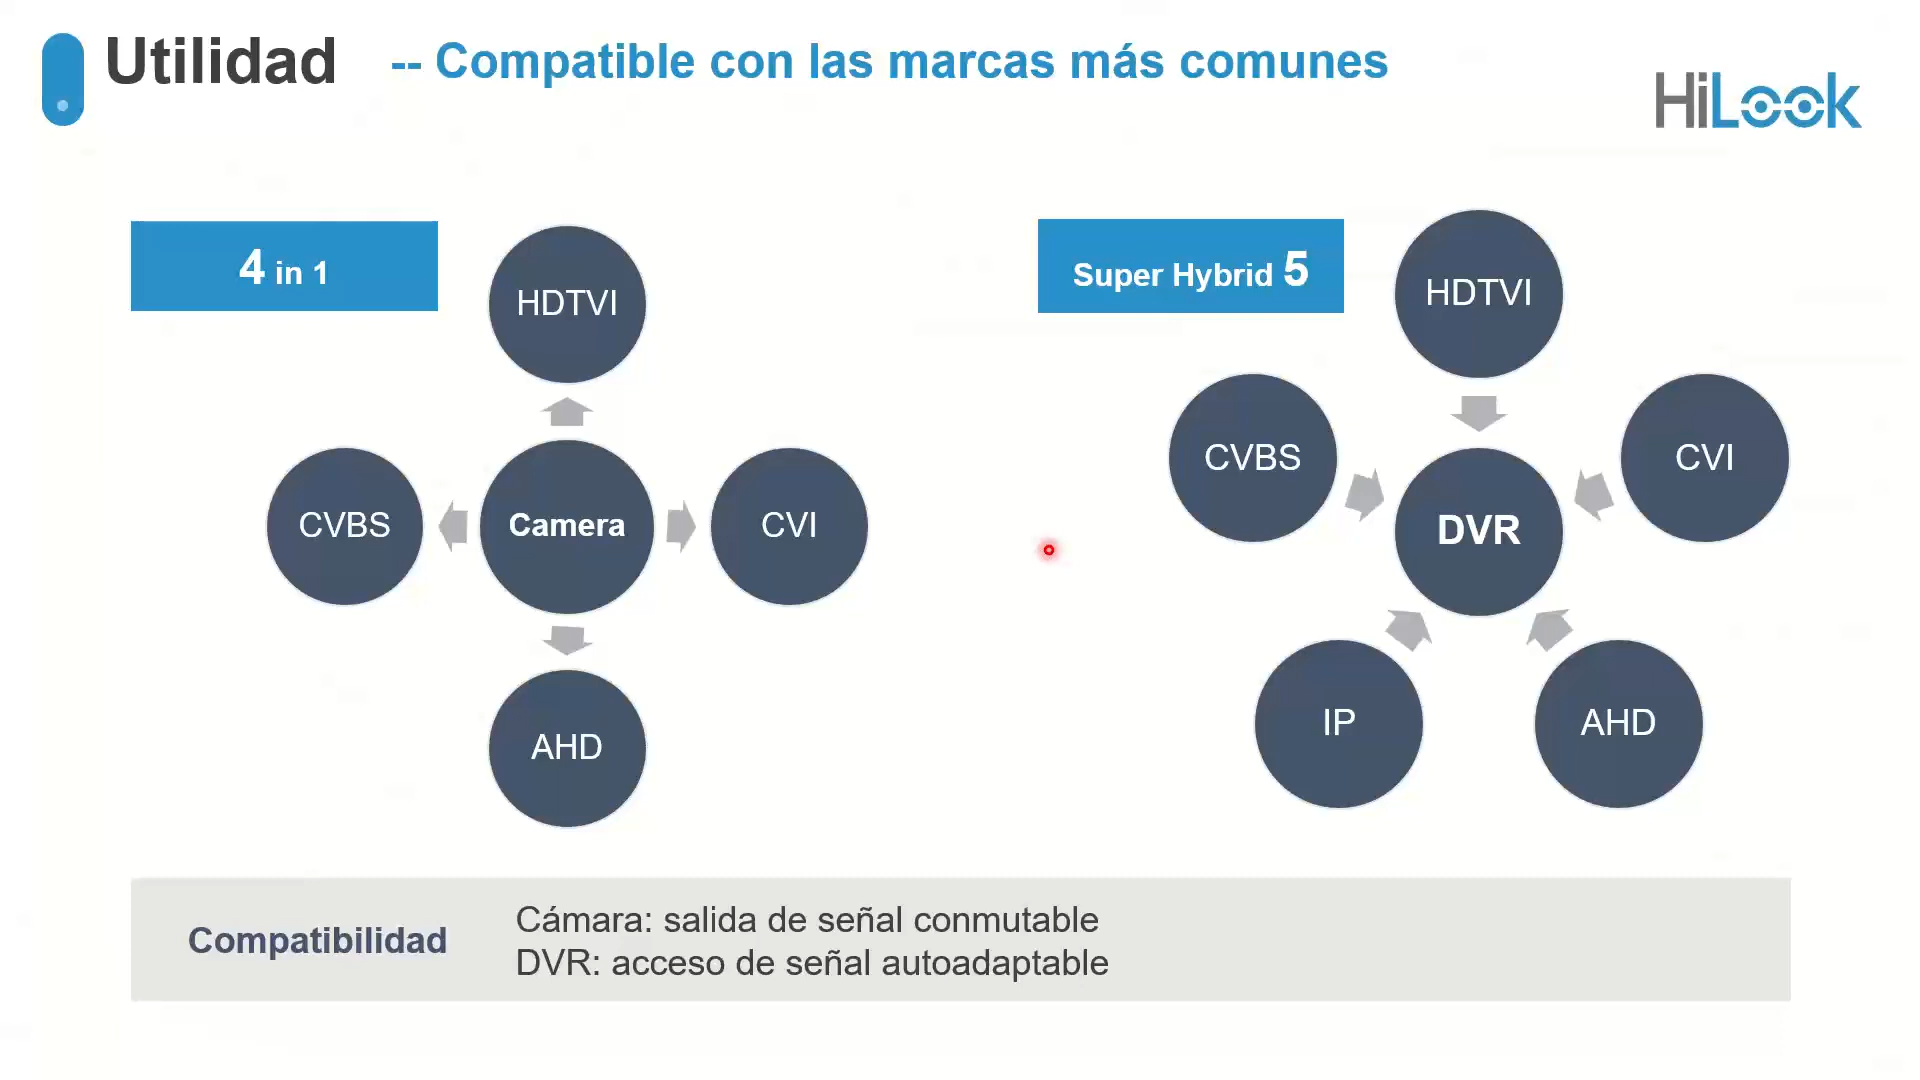 Utilidad -- Compatible con las marcas más comunes
HiLook
4 in 1
HDTVI
CVBS
Camera
CVI
AHD
Super Hybrid 5
HDTVI
CVBS
CVI
DVR
IP
AHD
Compatibilidad
Cámara: salida de señal conmutable
DVR: acceso de señal autoadaptable